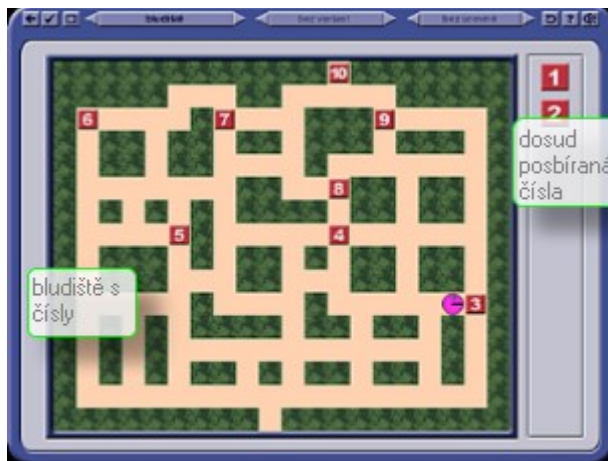 bludiště
bez variant
bez úrovně
10
1
6
7
9
2
dosud
posbíraná
čísla
8
5
4
bludiště s
čísly
3